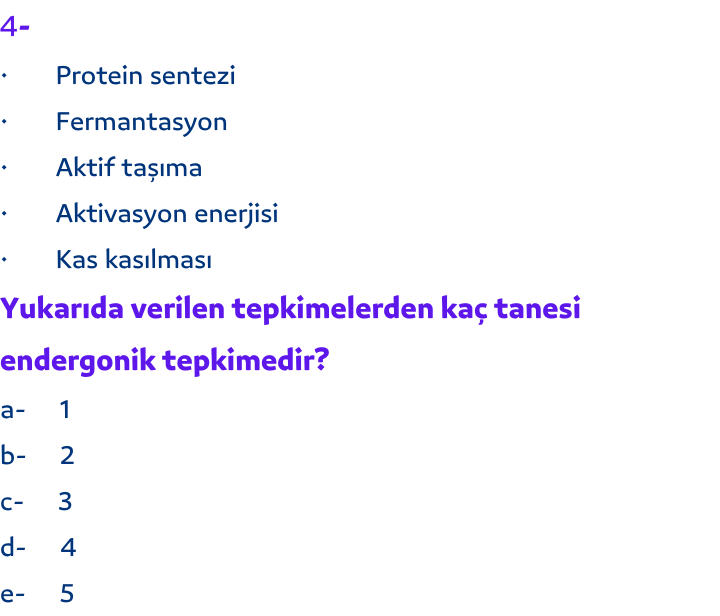 4-
· Protein sentezi
· Fermantasyon
· Aktif taşıma
· Aktivasyon enerjisi
· Kas kasılması
Yukarıda verilen tepkimelerden kaç tanesi
endergonik tepkimedir?
a- 1
b- 2
c- 3
d- 4
e- 5